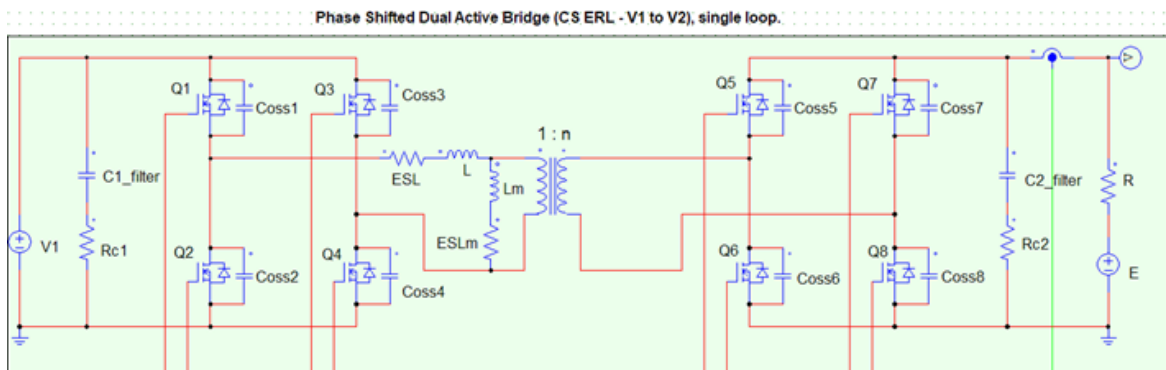 Phase Shifted Dual Active Bridge (CS ERL - V1 to V2), single loop.
Q1
Coss1
Q3
Coss3
Q5
Coss5
Q7
Coss7
1 : n
C1_filter
ESL
L
Lm
C2_filter
R
V1
Rc1
Q2
Coss2
Q4
Coss4
ESLm
Q6
Coss6
Q8
Coss8
Rc2
E
A